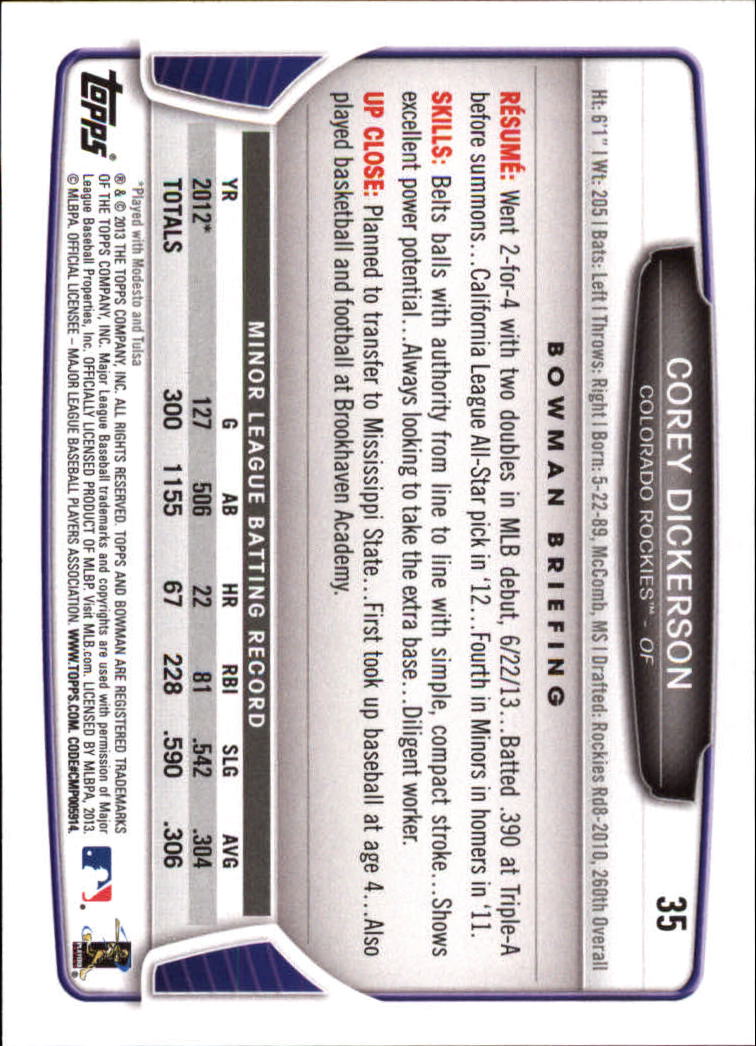 35
COREY DICKERSON
COLORADO ROCKIES™ - OF
Ht: 6'1" | Wt: 205 | Bats: Left | Throws: Right | Born: 5-22-89, McComb, MS | Drafted: Rockies Rd8-2010, 260th Overall
BOWMAN BRIEFING
RÉSUMÉ: Went 2-for-4 with two doubles in MLB debut, 6/22/13...Batted .390 at Triple-A
before summons...California League All-Star pick in '12...Fourth in Minors in homers in '11.
SKILLS: Belts balls with authority from line to line with simple, compact stroke...Shows
excellent power potential...Always looking to take the extra base...Diligent worker.
UP CLOSE: Planned to transfer to Mississippi State...First took up baseball at age 4...Also
played basketball and football at Brookhaven Academy.
MINOR LEAGUE BATTING RECORD
YR G AB HR RBI SLG AVG
2012* 127 506 22 81 .542 .304
TOTALS 300 1155 67 228 .590 .306
*Played with Modesto and Tulsa
® & © 2013 THE TOPPS COMPANY, INC. ALL RIGHTS RESERVED. TOPPS AND BOWMAN ARE REGISTERED TRADEMARKS
OF THE TOPPS COMPANY, INC. Major League Baseball trademarks and copyrights are used with permission of Major
League Baseball Properties, Inc. OFFICIALLY LICENSED PRODUCT OF MLBP. Visit MLB.com. LICENSED BY MLBPA, 2013.
© MLBPA. OFFICIAL LICENSEE – MAJOR LEAGUE BASEBALL PLAYERS ASSOCIATION. WWW.TOPPS.COM. CODE#CMP005914.
topps®